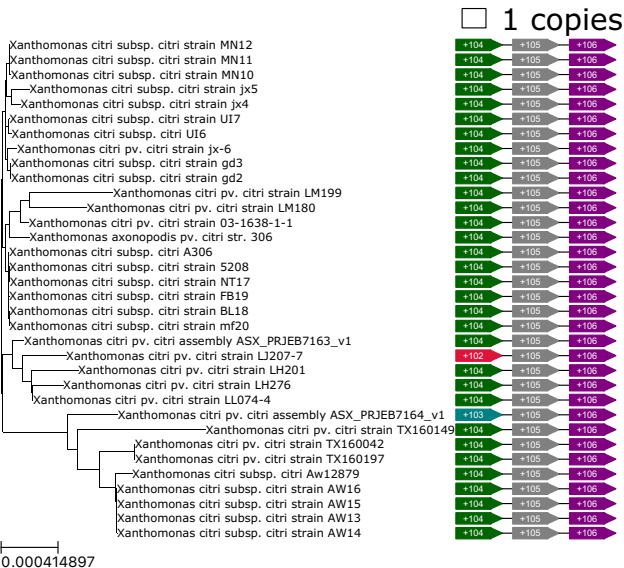 1 copies
Xanthomonas citri subsp. citri strain MN12 +104 +105 +106
Xanthomonas citri subsp. citri strain MN11 +104 +105 +106
Xanthomonas citri subsp. citri strain MN10 +104 +105 +106
Xanthomonas citri subsp. citri strain jx5 +104 +105 +106
Xanthomonas citri subsp. citri strain jx4 +104 +105 +106
Xanthomonas citri subsp. citri strain UI7 +104 +105 +106
Xanthomonas citri subsp. citri UI6 +104 +105 +106
Xanthomonas citri pv. citri strain jx-6 +104 +105 +106
Xanthomonas citri subsp. citri strain gd3 +104 +105 +106
Xanthomonas citri subsp. citri strain gd2 +104 +105 +106
Xanthomonas citri pv. citri strain LM199 +104 +105 +106
Xanthomonas citri pv. citri strain LM180 +104 +105 +106
Xanthomonas citri pv. citri strain 03-1638-1-1 +104 +105 +106
Xanthomonas axonopodis pv. citri str. 306 +104 +105 +106
Xanthomonas citri subsp. citri A306 +104 +105 +106
Xanthomonas citri subsp. citri strain 5208 +104 +105 +106
Xanthomonas citri subsp. citri strain NT17 +104 +105 +106
Xanthomonas citri subsp. citri strain FB19 +104 +105 +106
Xanthomonas citri subsp. citri strain BL18 +104 +105 +106
Xanthomonas citri subsp. citri strain mf20 +104 +105 +106
Xanthomonas citri pv. citri assembly ASX_PRJEB7163_v1 +104 +105 +106
Xanthomonas citri pv. citri strain LJ207-7 +102 +105 +106
Xanthomonas citri pv. citri strain LH201 +104 +105 +106
Xanthomonas citri pv. citri strain LH276 +104 +105 +106
Xanthomonas citri pv. citri strain LL074-4 +104 +105 +106
Xanthomonas citri pv. citri assembly ASX_PRJEB7164_v1 +103 +105 +106
Xanthomonas citri pv. citri strain TX160149 +104 +105 +106
Xanthomonas citri pv. citri strain TX160042 +104 +105 +106
Xanthomonas citri pv. citri strain TX160197 +104 +105 +106
Xanthomonas citri subsp. citri Aw12879 +104 +105 +106
Xanthomonas citri subsp. citri strain AW16 +104 +105 +106
Xanthomonas citri subsp. citri strain AW15 +104 +105 +106
Xanthomonas citri subsp. citri strain AW13 +104 +105 +106
Xanthomonas citri subsp. citri strain AW14 +104 +105 +106
0.000414897